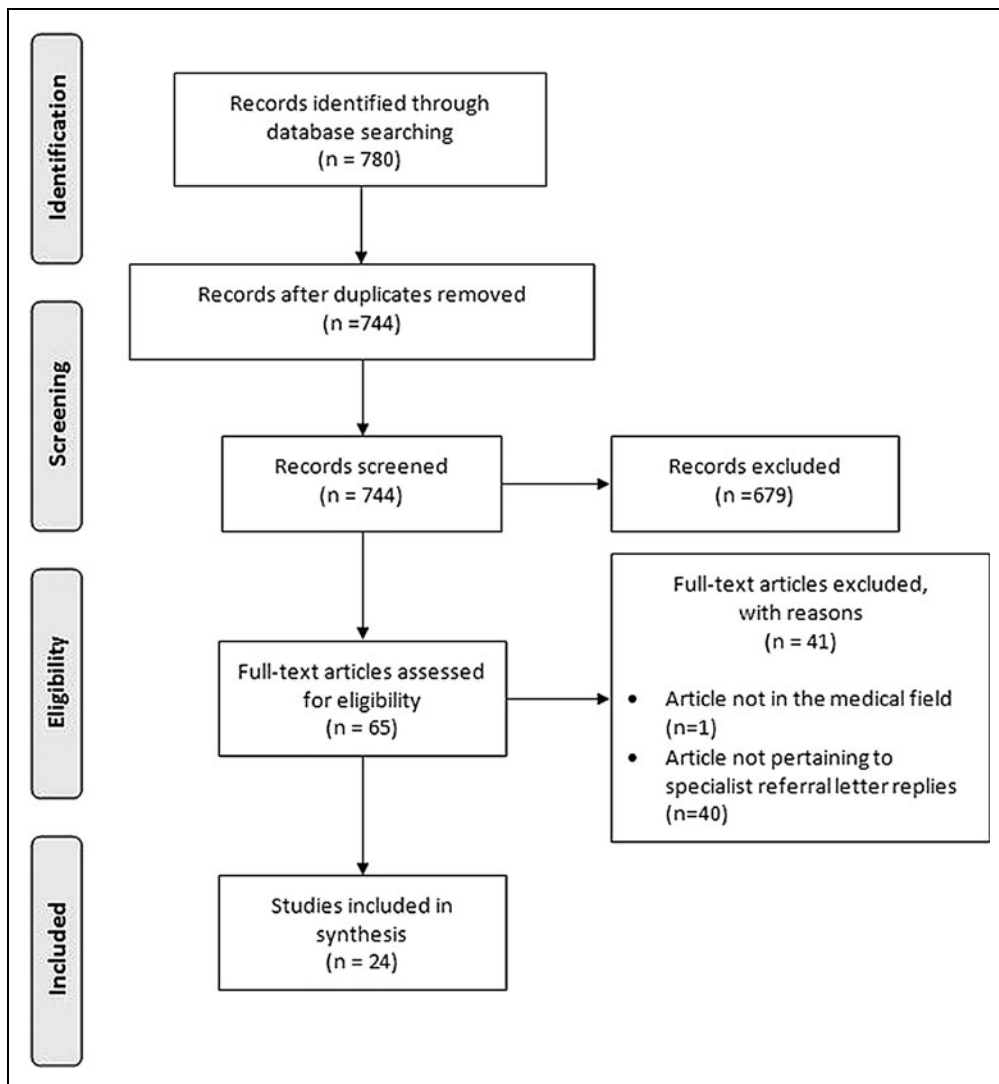 Identification
Records identified through
database searching
(n = 780)
Records after duplicates removed
(n =744)
Screening
Records screened
(n = 744)
Records excluded
(n =679)
Eligibility
Full-text articles assessed
for eligibility
(n = 65)
Full-text articles excluded,
with reasons
(n = 41)
• Article not in the medical field
(n=1)
• Article not pertaining to
specialist referral letter replies
(n=40)
Included
Studies included in
synthesis
(n = 24)